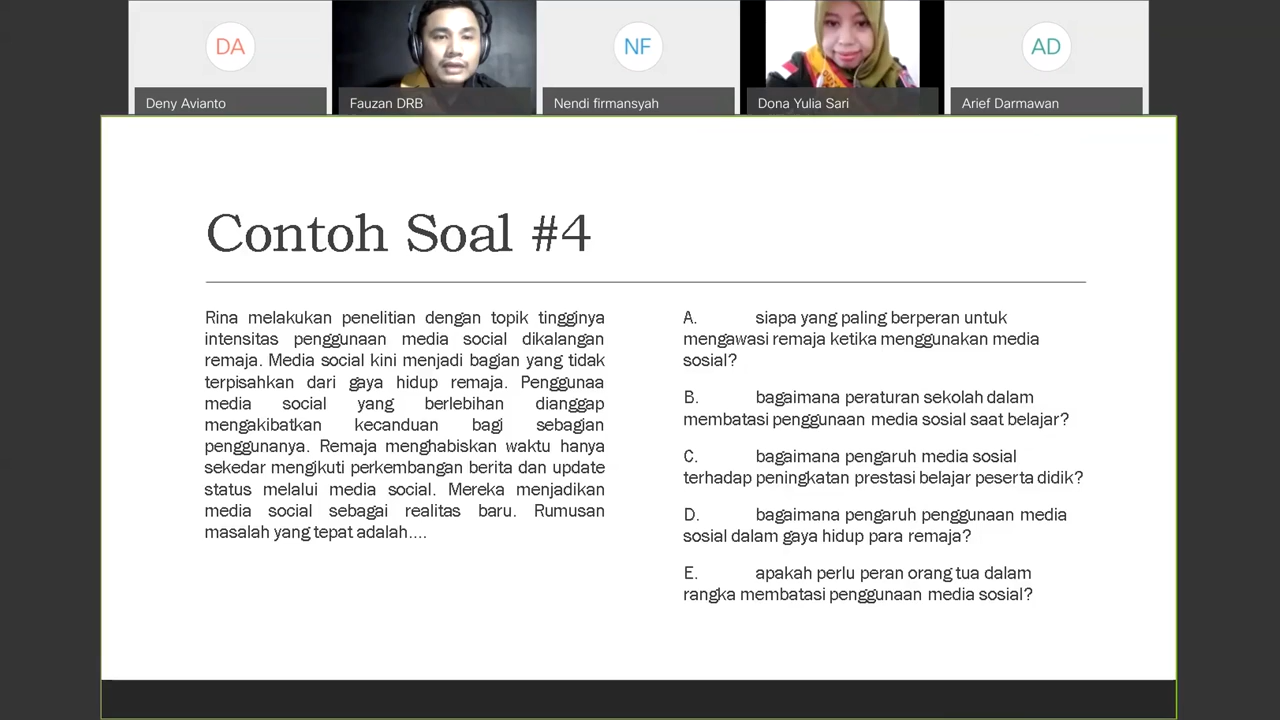 DA
NF
AD
Deny Avianto
Fauzan DRB
Nendi firmansyah
Dona Yulia Sari
Arief Darmawan
Contoh Soal #4
Rina melakukan penelitian dengan topik tingginya
intensitas penggunaan media social dikalangan
remaja. Media social kini menjadi bagian yang tidak
terpisahkan dari gaya hidup remaja. Penggunaa
media social yang berlebihan dianggap
mengakibatkan kecanduan bagi sebagian
penggunanya. Remaja menghabiskan waktu hanya
sekedar mengikuti perkembangan berita dan update
status melalui media social. Mereka menjadikan
media social sebagai realitas baru. Rumusan
masalah yang tepat adalah....
A. siapa yang paling berperan untuk
mengawasi remaja ketika menggunakan media
sosial?
B. bagaimana peraturan sekolah dalam
membatasi penggunaan media sosial saat belajar?
C. bagaimana pengaruh media sosial
terhadap peningkatan prestasi belajar peserta didik?
D. bagaimana pengaruh penggunaan media
sosial dalam gaya hidup para remaja?
E. apakah perlu peran orang tua dalam
rangka membatasi penggunaan media sosial?